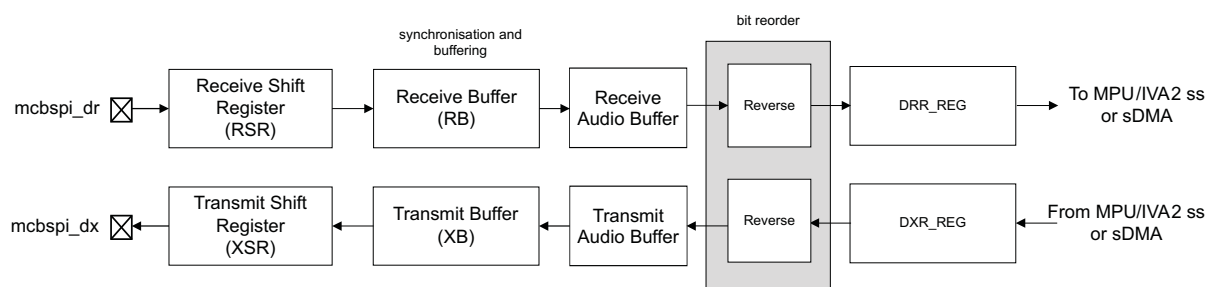 bit reorder
synchronisation and
buffering
mcbspi_dr
Receive Shift
Register
(RSR)
Receive Buffer
(RB)
Receive
Audio Buffer
Reverse
DRR_REG
To MPU/IVA2 ss
or sDMA
mcbspi_dx
Transmit Shift
Register
(XSR)
Transmit Buffer
(XB)
Transmit
Audio Buffer
Reverse
DXR_REG
From MPU/IVA2 ss
or sDMA